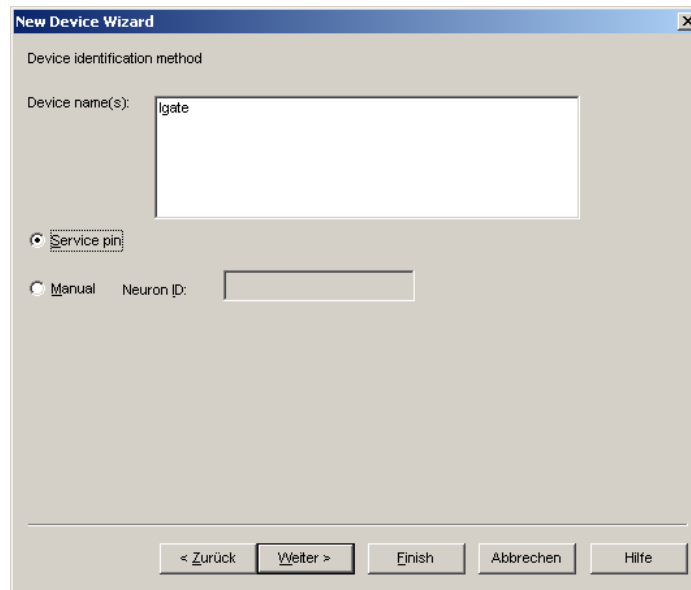 New Device Wizard
Device identification method
Device name(s):
lgate
Service pin
Manual Neuron ID:
< Zurück Weiter > Finish Abbrechen Hilfe